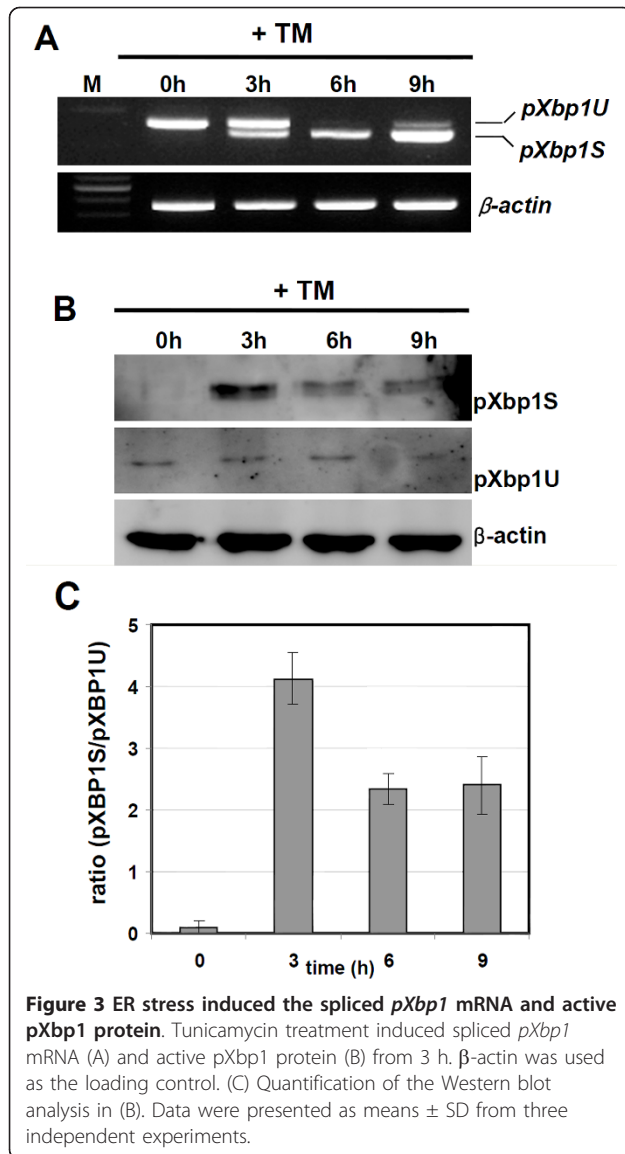 A
+ TM
M 0h 3h 6h 9h
pXbp1U
pXbp1S
β-actin
+ TM
B
0h 3h 6h 9h
pXbp1S
pXbp1U
β-actin
C
ratio (pXBP1S/pXBP1U)
5
4
3
2
1
0
0 3 time (h) 6 9
Figure 3 ER stress induced the spliced pXbp1 mRNA and active
pXbp1 protein. Tunicamycin treatment induced spliced pXbp1
mRNA (A) and active pXbp1 protein (B) from 3 h. β-actin was used
as the loading control. (C) Quantification of the Western blot
analysis in (B). Data were presented as means ± SD from three
independent experiments.